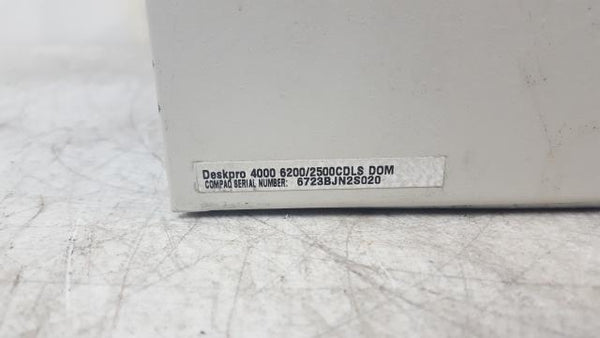 Deskpro 4000 6200/2500CDLS DOM
COMPAQ SERIAL NUMBER: 6723BJN2S020